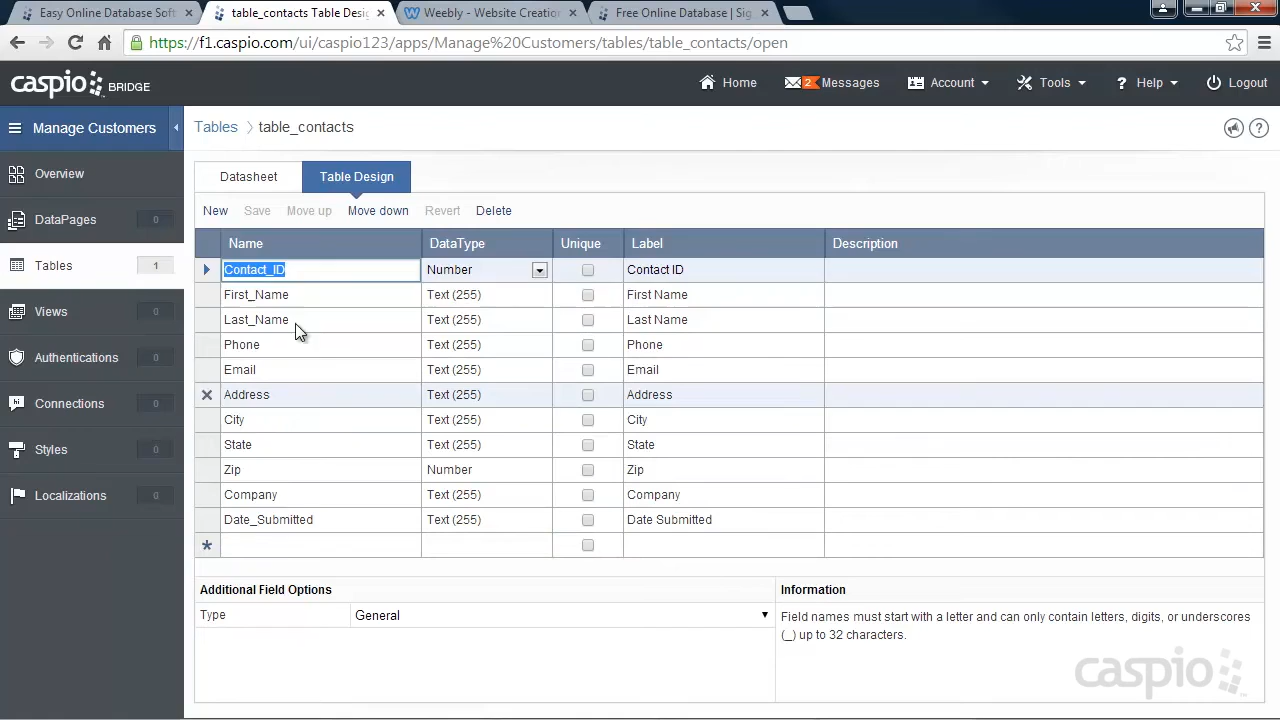 Easy Online Database Soft
table_contacts Table Desig
Weebly - Website Creation
Free Online Database | Sig
https://f1.caspio.com/ui/caspio123/apps/Manage%20Customers/tables/table_contacts/open
caspio BRIDGE
Home
2 Messages
Account
Tools
? Help
Logout
Manage Customers
Tables > table_contacts
?
Overview
DataPages 0
Tables 1
Views 0
Authentications 0
Connections 0
Styles 0
Localizations 0
Datasheet Table Design
New Save Move up Move down Revert Delete
Name DataType Unique Label Description
Contact_ID Number Contact ID
First_Name Text (255) First Name
Last_Name Text (255) Last Name
Phone Text (255) Phone
Email Text (255) Email
Address Text (255) Address
City Text (255) City
State Text (255) State
Zip Number Zip
Company Text (255) Company
Date_Submitted Text (255) Date Submitted
*
Additional Field Options
Type General
Information
Field names must start with a letter and can only contain letters, digits, or underscores
(_) up to 32 characters.
caspio